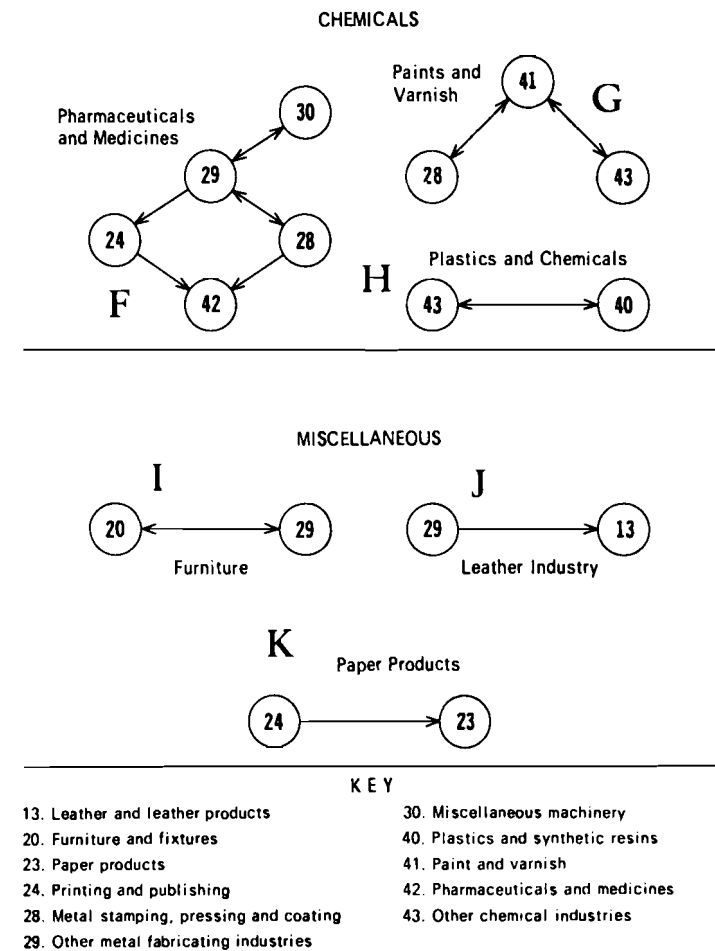 CHEMICALS
Pharmaceuticals
and Medicines
30
29
24
28
42
F
Paints and
Varnish
41
G
28
43
Plastics and Chemicals
H
43
40
MISCELLANEOUS
I
20
29
Furniture
J
29
13
Leather Industry
K
Paper Products
24
23
KEY
13. Leather and leather products
20. Furniture and fixtures
23. Paper products
24. Printing and publishing
28. Metal stamping, pressing and coating
29. Other metal fabricating industries
30. Miscellaneous machinery
40. Plastics and synthetic resins
41. Paint and varnish
42. Pharmaceuticals and medicines
43. Other chemical industries